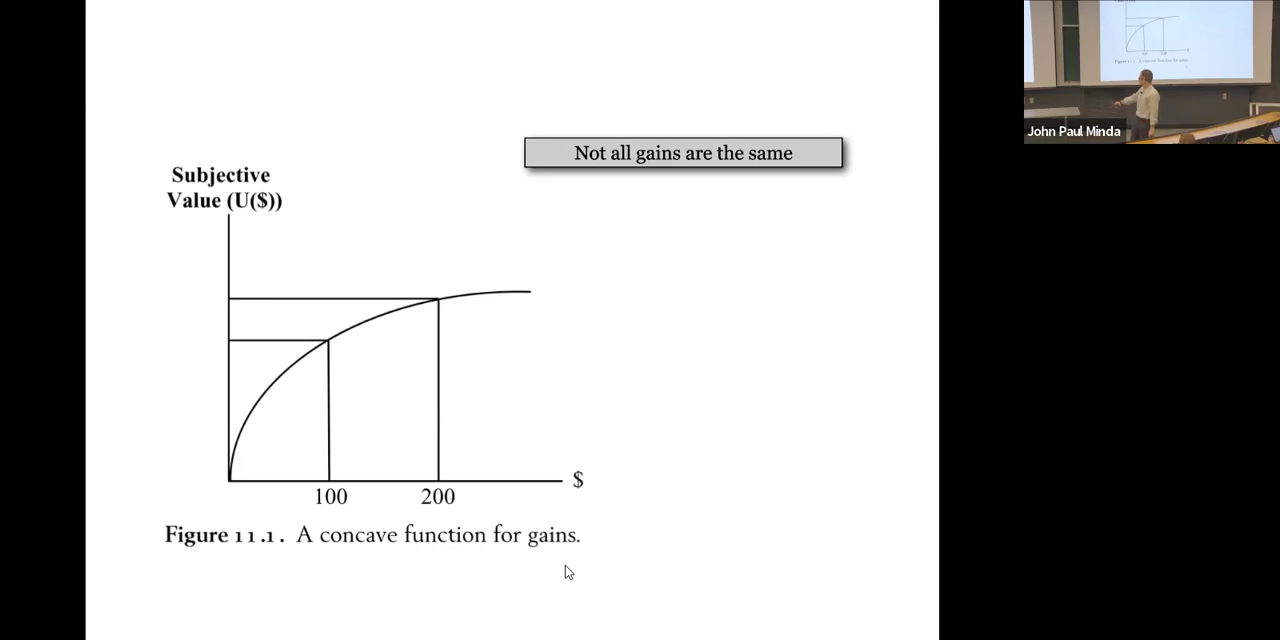 Not all gains are the same
John Paul Minda
Subjective
Value (U($))
$
100
200
Figure 11.1. A concave function for gains.